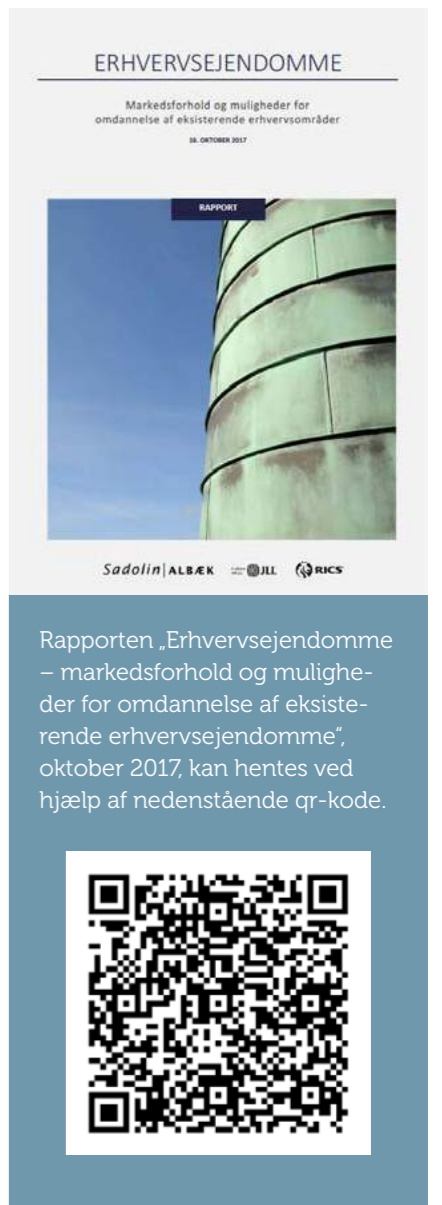 ERHVERVSEJENDOMME
Markedsforhold og muligheder for
omdannelse af eksisterende erhvervsområder
16. OKTOBER 2017
RAPPORT
Sadolin|ALBÆK
JLL
RICS
Rapporten „Erhvervsejendomme
– markedsforhold og mulighe-
der for omdannelse af eksiste-
rende erhvervsejendomme“,
oktober 2017, kan hentes ved
hjælp af nedenstående qr-kode.